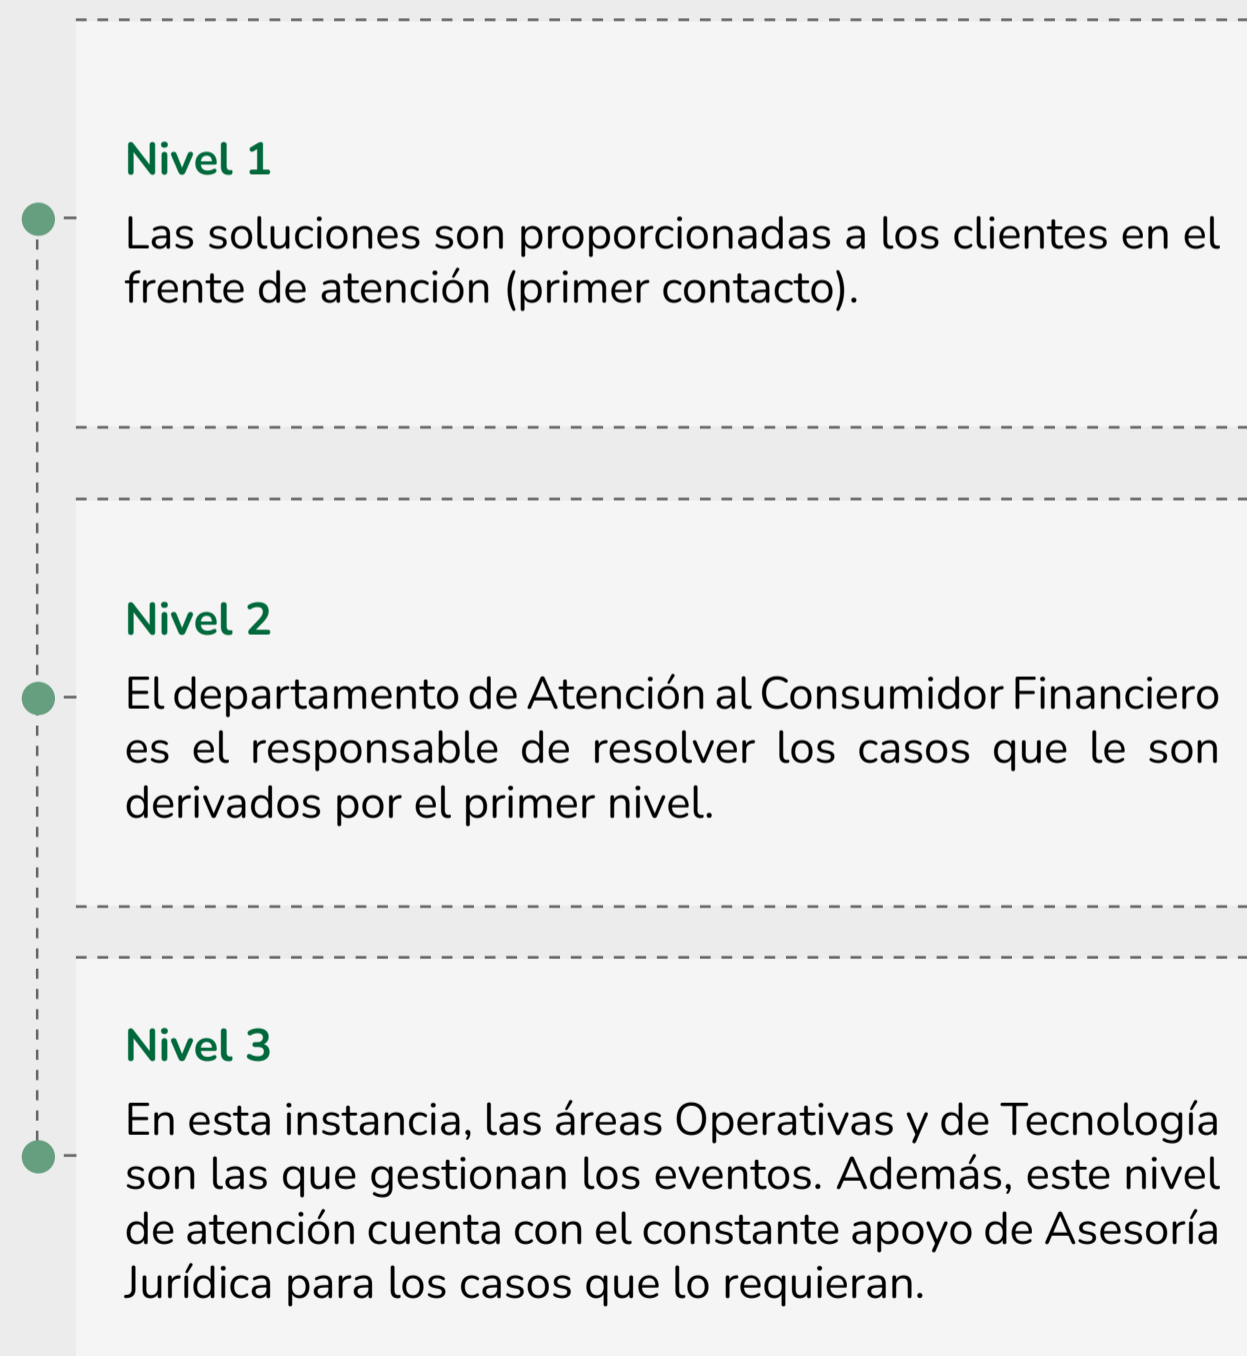 Nivel 1
Las soluciones son proporcionadas a los clientes en el
frente de atención (primer contacto).
Nivel 2
El departamento de Atención al Consumidor Financiero
es el responsable de resolver los casos que le son
derivados por el primer nivel.
Nivel 3
En esta instancia, las áreas Operativas y de Tecnología
son las que gestionan los eventos. Además, este nivel
de atención cuenta con el constante apoyo de Asesoría
Jurídica para los casos que lo requieran.